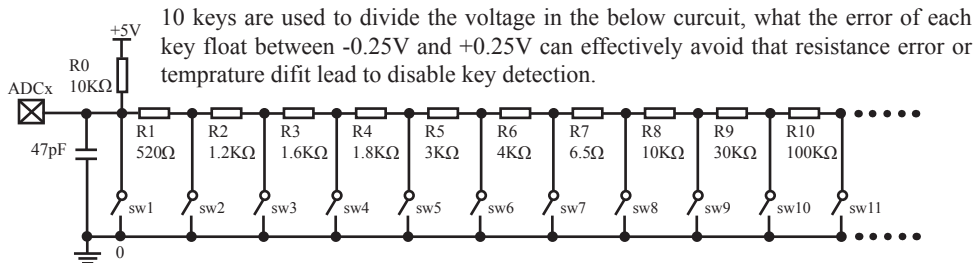 10 keys are used to divide the voltage in the below curcuit, what the error of each
key float between -0.25V and +0.25V can effectively avoid that resistance error or
temprature difit lead to disable key detection.
+5V
R0
10KΩ
ADCx
47pF
R1 R2 R3 R4 R5 R6 R7 R8 R9 R10
520Ω 1.2KΩ 1.6KΩ 1.8KΩ 3KΩ 4KΩ 6.5Ω 10KΩ 30KΩ 100KΩ
sw1 sw2 sw3 sw4 sw5 sw6 sw7 sw8 sw9 sw10 sw11
0